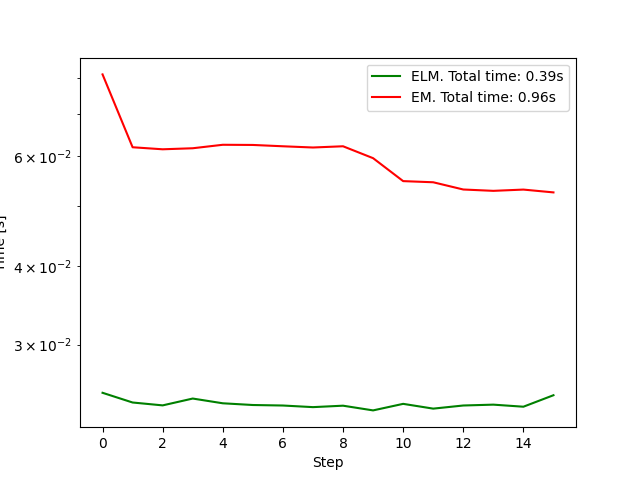 ELM. Total time: 0.39s
EM. Total time: 0.96s
6 × 10⁻²
4 × 10⁻²
3 × 10⁻²
0 2 4 6 8 10 12 14
Step